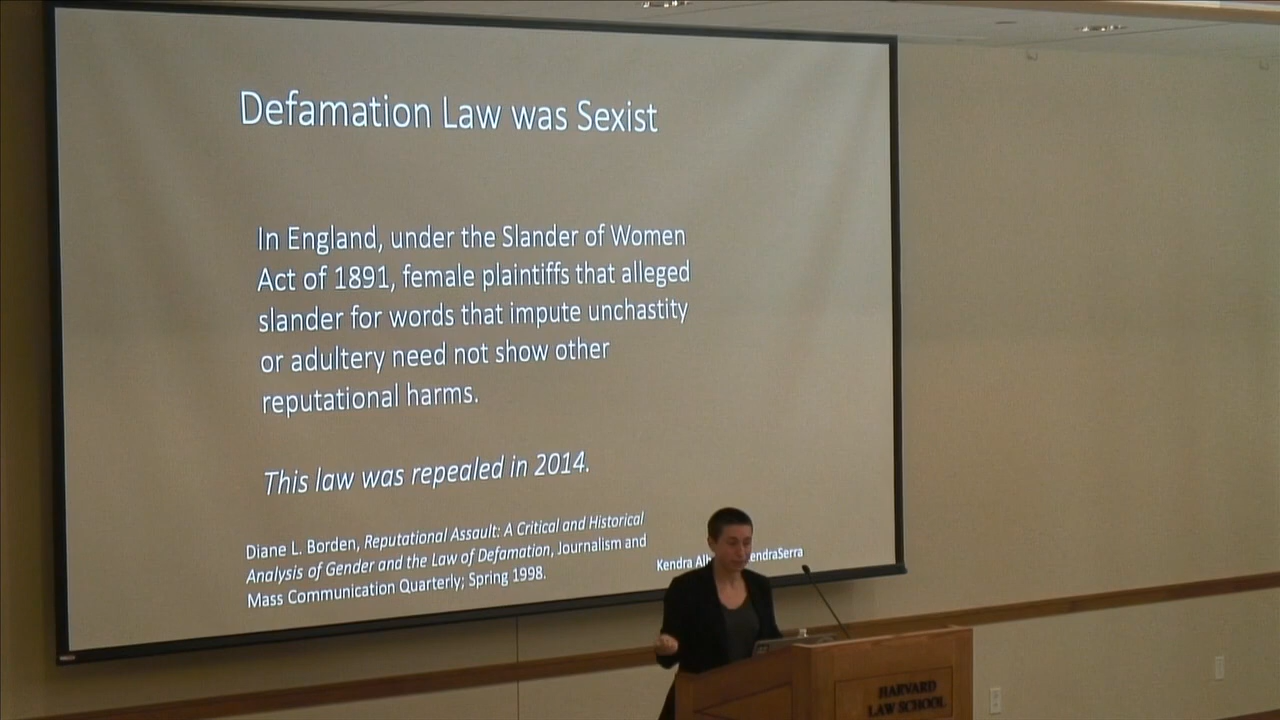 Defamation Law was Sexist
In England, under the Slander of Women
Act of 1891, female plaintiffs that alleged
slander for words that impute unchastity
or adultery need not show other
reputational harms.
This law was repealed in 2014.
Diane L. Borden, Reputational Assault: A Critical and Historical
Analysis of Gender and the Law of Defamation, Journalism and
Mass Communication Quarterly; Spring 1998.
Kendra
HARVARD
LAW SCHOOL